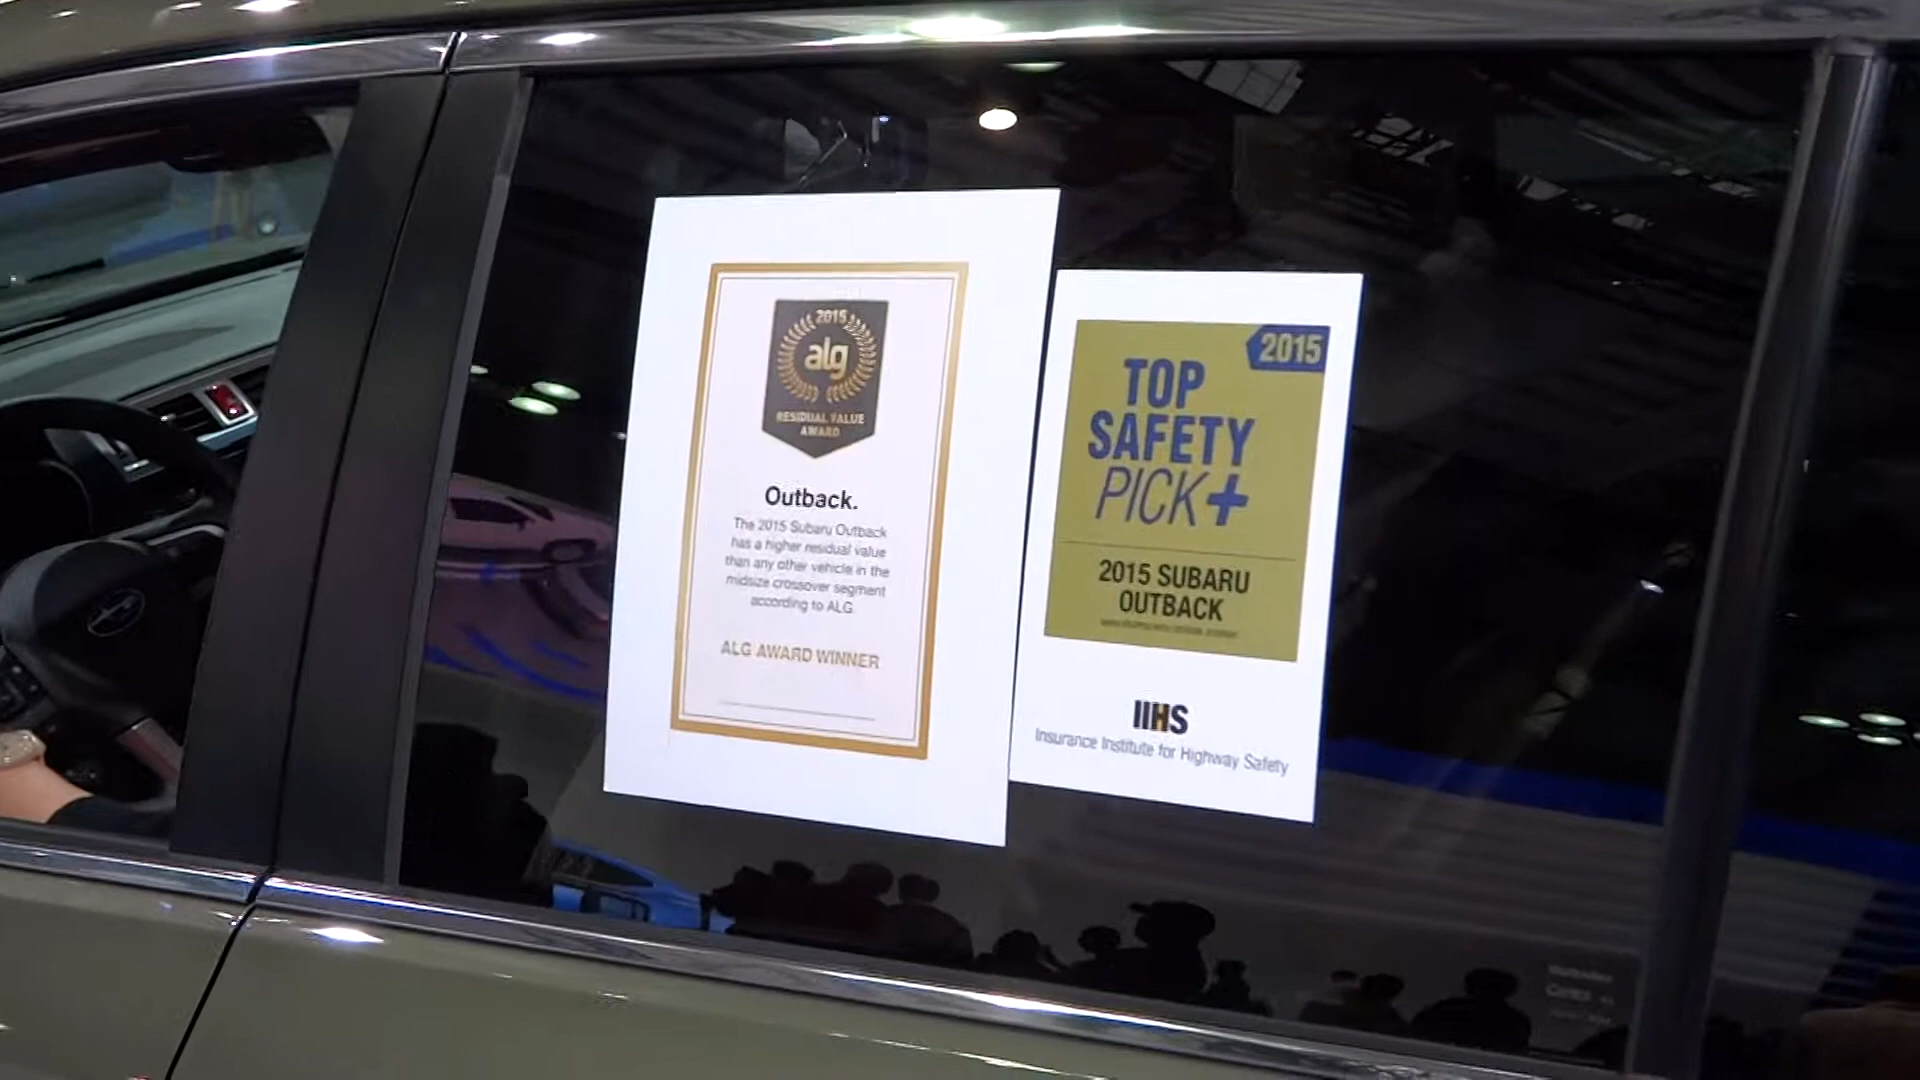 2015
alg
RESIDUAL VALUE
AWARD
Outback.
The 2015 Subaru Outback
has a higher residual value
than any other vehicle in the
midsize crossover segment
according to ALG.
ALG AWARD WINNER
2015
TOP
SAFETY
PICK+
2015 SUBARU
OUTBACK
IIHS
Insurance Institute for Highway Safety